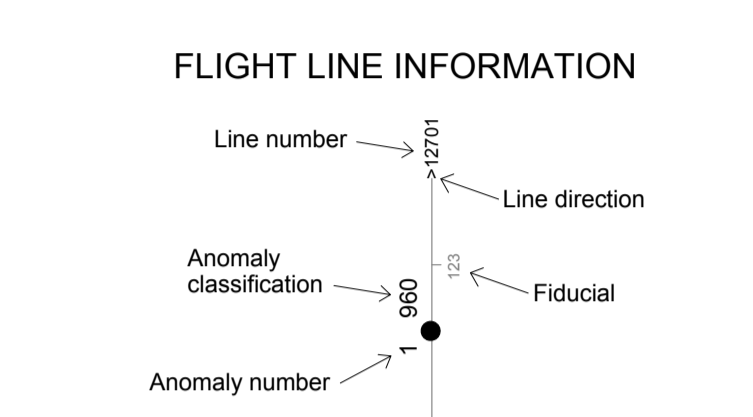 FLIGHT LINE INFORMATION
Line number
>12701
Line direction
Anomaly
classification
123
960
Fiducial
1
Anomaly number